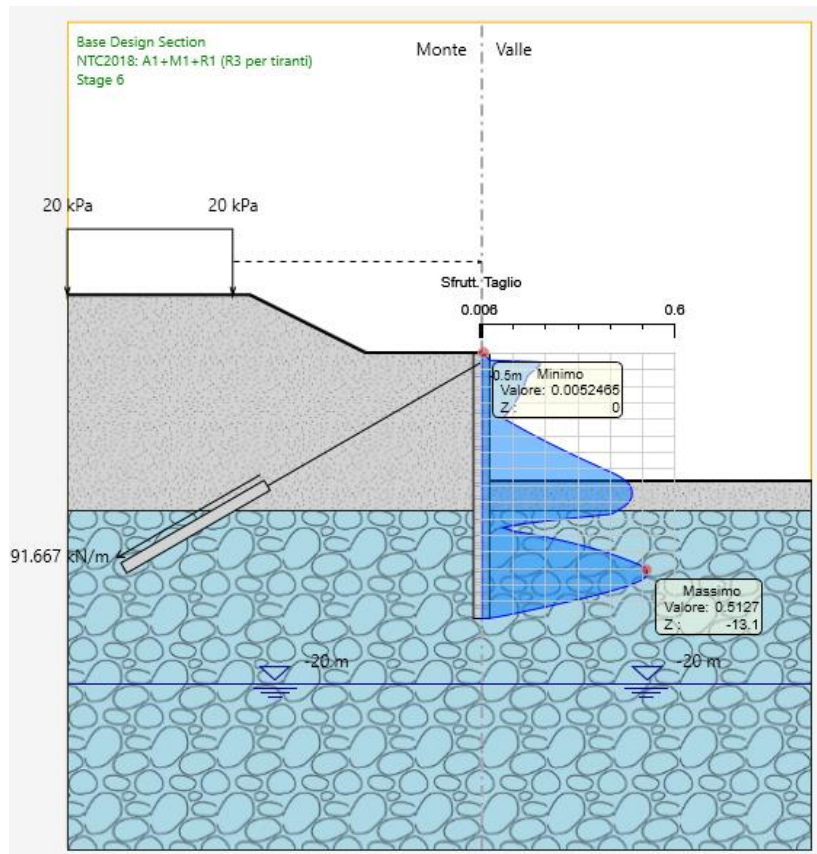 Base Design Section
NTC2018: A1+M1+R1 (R3 per tiranti)
Stage 6
Monte
Valle
20 kPa
20 kPa
Sfrutt. Taglio
0.006
0.6
0.5m
Minimo
Valore: 0.0052465
Z :
0
91.667 kN/m
Massimo
Valore: 0.5127
Z :
-13.1
-20 m
-20 m